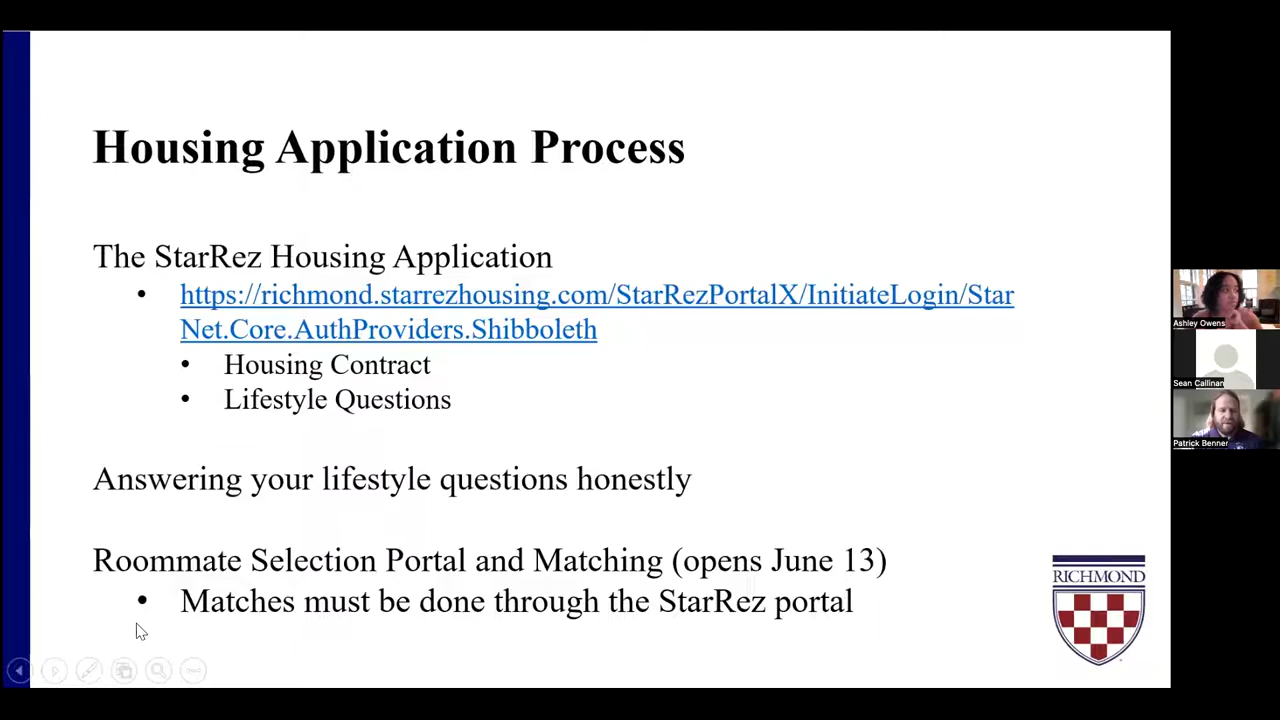 Housing Application Process
The StarRez Housing Application
• https://richmond.starrezhousing.com/StarRezPortalX/InitiateLogin/Star
Net.Core.AuthProviders.Shibboleth
• Housing Contract
• Lifestyle Questions
Answering your lifestyle questions honestly
Roommate Selection Portal and Matching (opens June 13)
• Matches must be done through the StarRez portal
RICHMOND
Ashley Owens
Sean Callinan
Patrick Benner